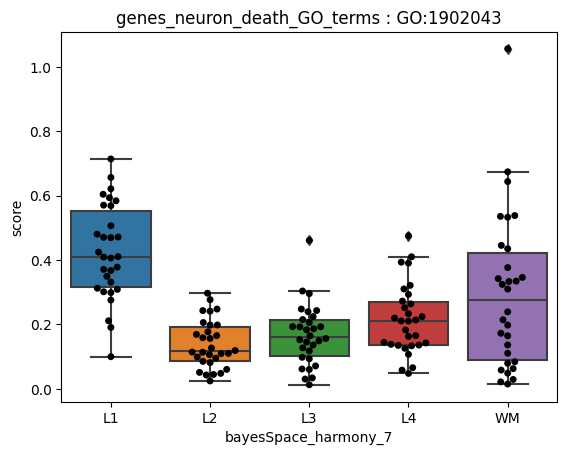 genes_neuron_death_GO_terms : GO:1902043
1.0
0.8
0.6
0.4
0.2
0.0
score
L1 L2 L3 L4 WM
bayesSpace_harmony_7